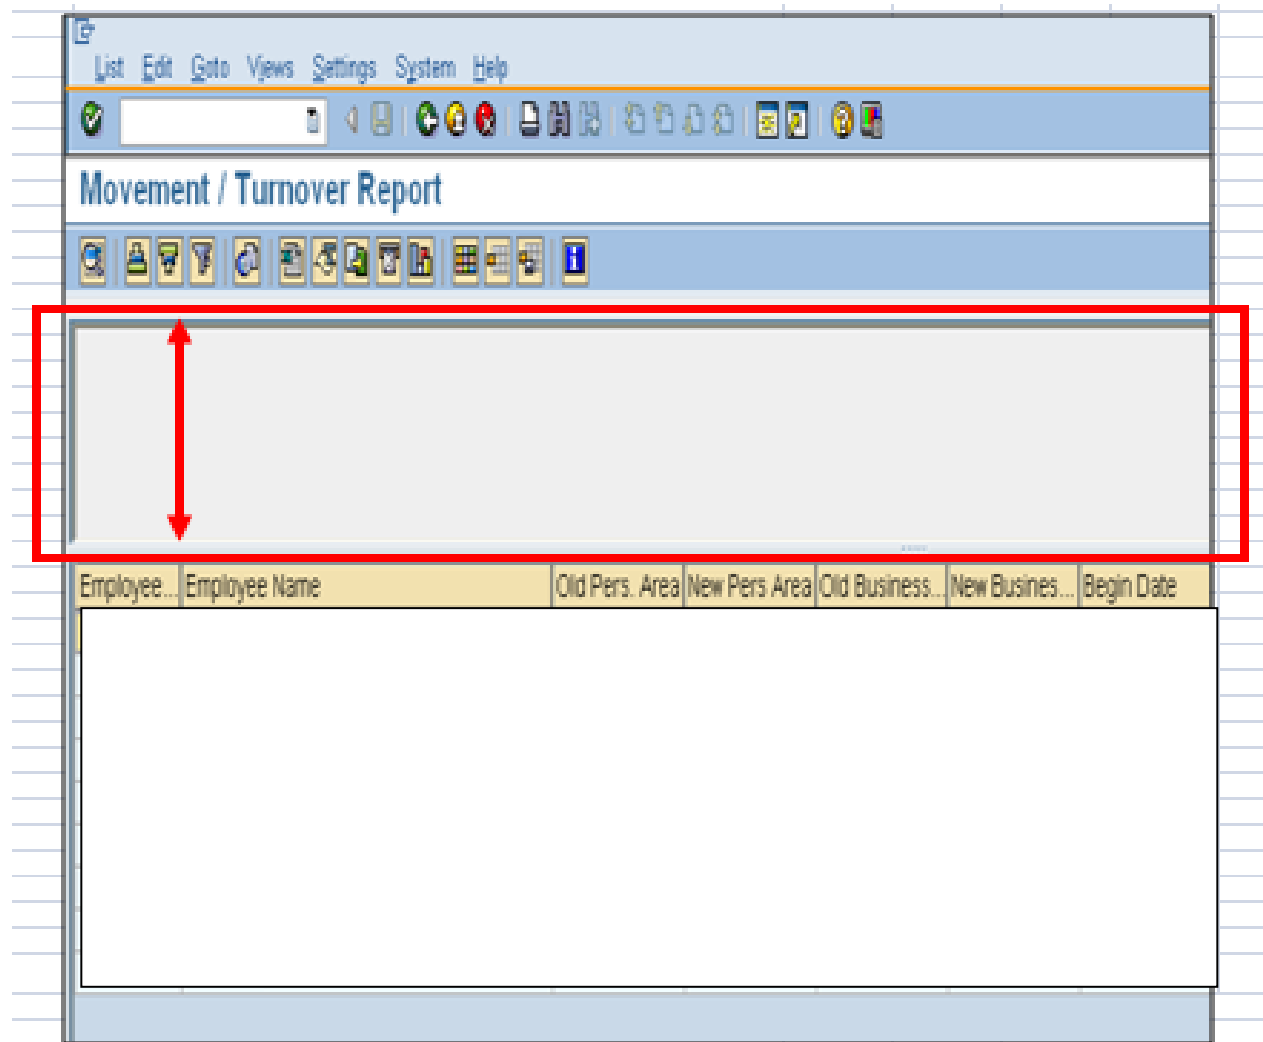 List Edit Goto Views Settings System Help
Movement / Turnover Report
Employee... Employee Name Old Pers. Area New Pers Area Old Business... New Busines... Begin Date